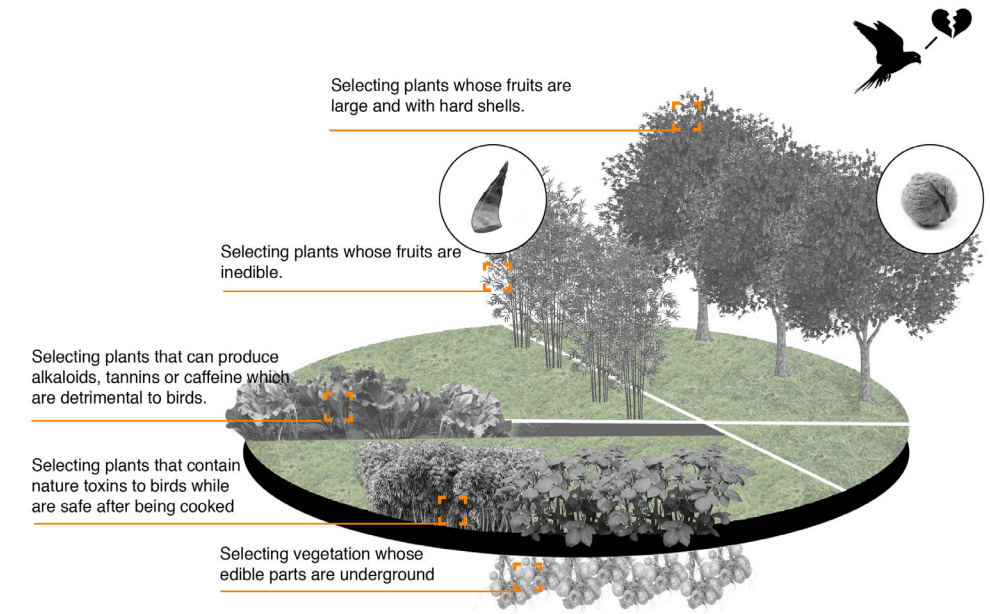 Selecting plants whose fruits are
large and with hard shells.
Selecting plants whose fruits are
inedible.
Selecting plants that can produce
alkaloids, tannins or caffeine which
are detrimental to birds.
Selecting plants that contain
nature toxins to birds while
are safe after being cooked
Selecting vegetation whose
edible parts are underground